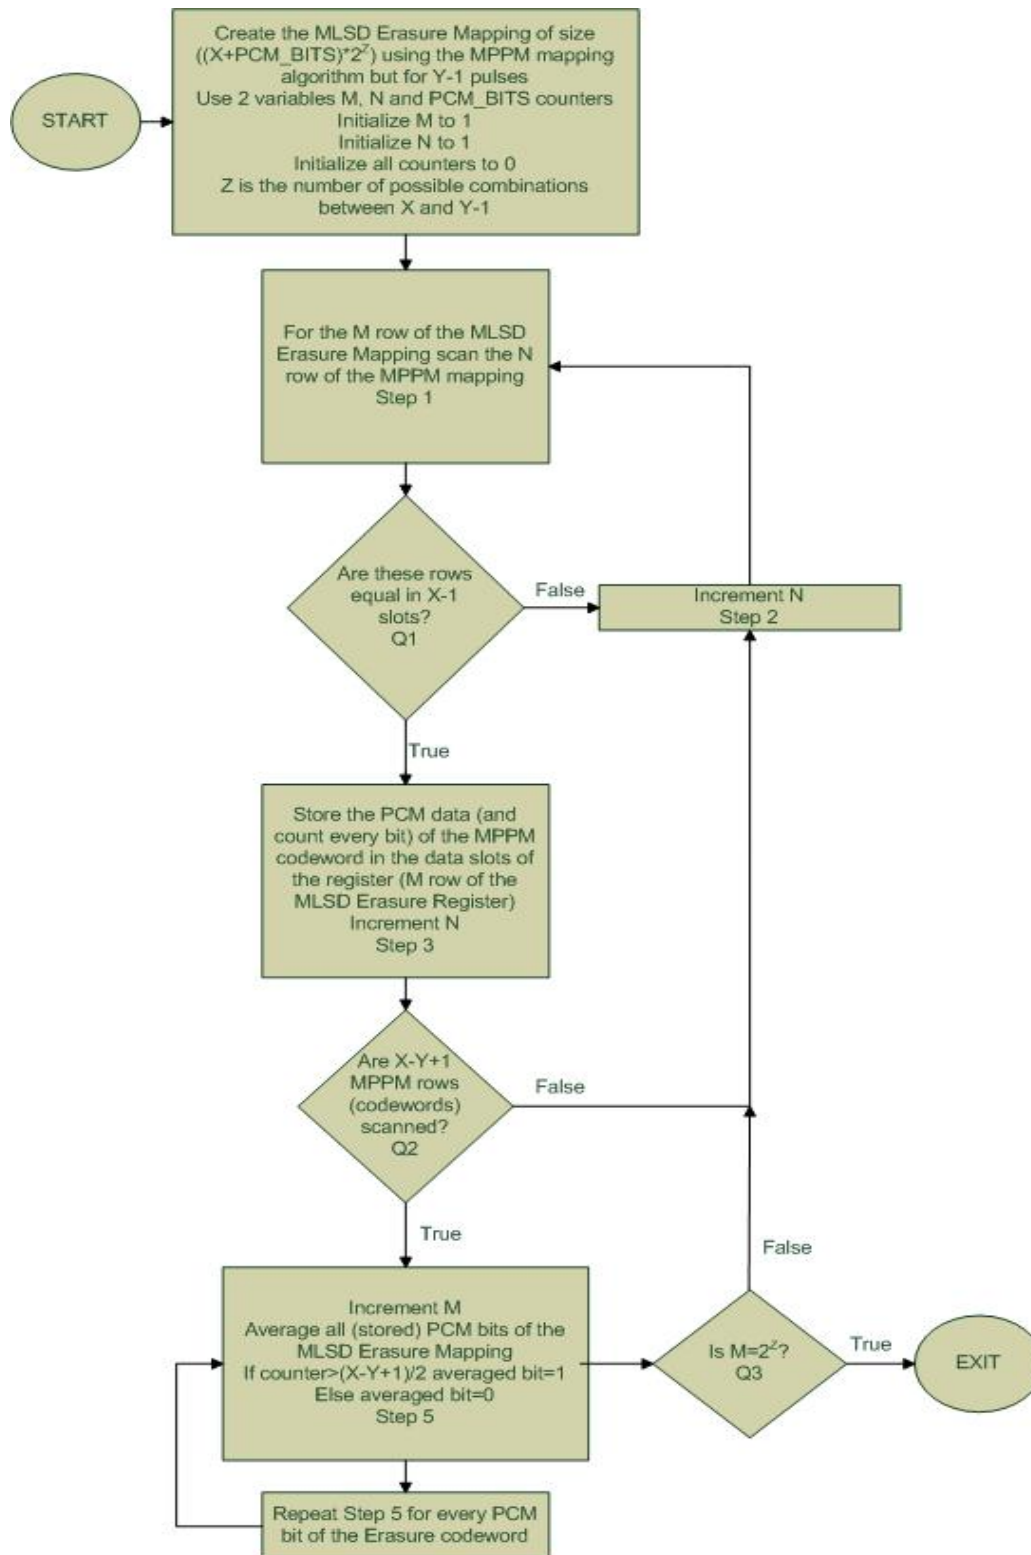 START
Create the MLSD Erasure Mapping of size
((X+PCM_BITS)*2^Z) using the MPPM mapping
algorithm but for Y-1 pulses
Use 2 variables M, N and PCM_BITS counters
Initialize M to 1
Initialize N to 1
Initialize all counters to 0
Z is the number of possible combinations
between X and Y-1
For the M row of the MLSD
Erasure Mapping scan the N
row of the MPPM mapping
Step 1
Are these rows
equal in X-1
slots?
Q1
False
Increment N
Step 2
True
Store the PCM data (and
count every bit) of the MPPM
codeword in the data slots of
the register (M row of the
MLSD Erasure Register)
Increment N
Step 3
Are X-Y+1
MPPM rows
(codewords)
scanned?
Q2
False
True
Increment M
Average all (stored) PCM bits of the
MLSD Erasure Mapping
If counter>(X-Y+1)/2 averaged bit=1
Else averaged bit=0
Step 5
False
Is M=2^Z?
Q3
True
EXIT
Repeat Step 5 for every PCM
bit of the Erasure codeword